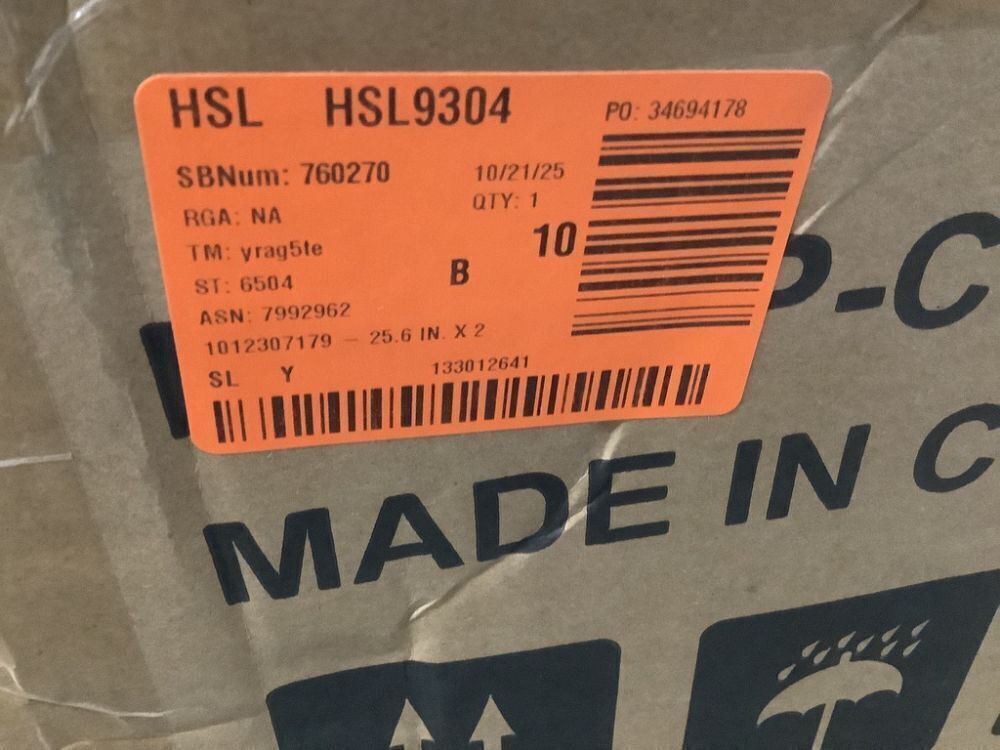 HSL HSL9304 PO: 34694178
SBNum: 760270 10/21/25
RGA: NA QTY: 1
TM: yrag5te 10
ST: 6504 B
ASN: 7992962
1012307179 - 25.6 IN. X 2
SL Y 133012641
P-C
MADE IN C